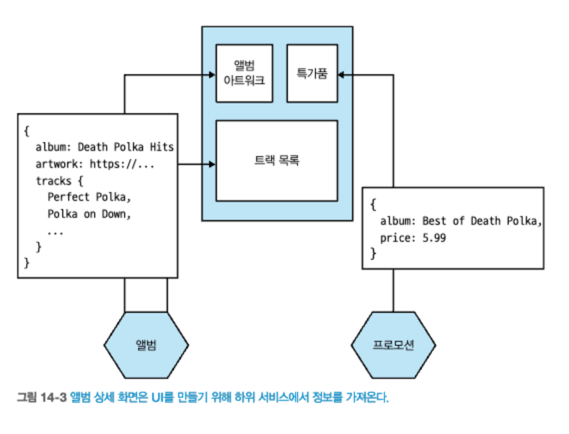 앨범
아트워크
특가품
트랙 목록
{
album: Death Polka Hits
artwork: https://...
tracks {
Perfect Polka,
Polka on Down,
...
}
}
{
album: Best of Death Polka,
price: 5.99
}
앨범
프로모션
그림 14-3 앨범 상세 화면은 UI를 만들기 위해 하위 서비스에서 정보를 가져온다.